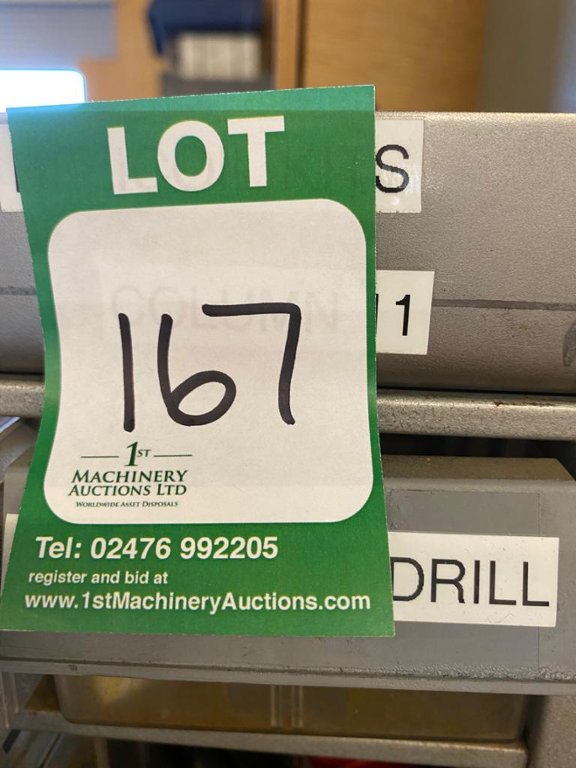 LOT
S
COLUMN 11
167
1ST
MACHINERY
AUCTIONS LTD
WORLDWIDE ASSET DISPOSALS
Tel: 02476 992205
register and bid at
www.1stMachineryAuctions.com
DRILL